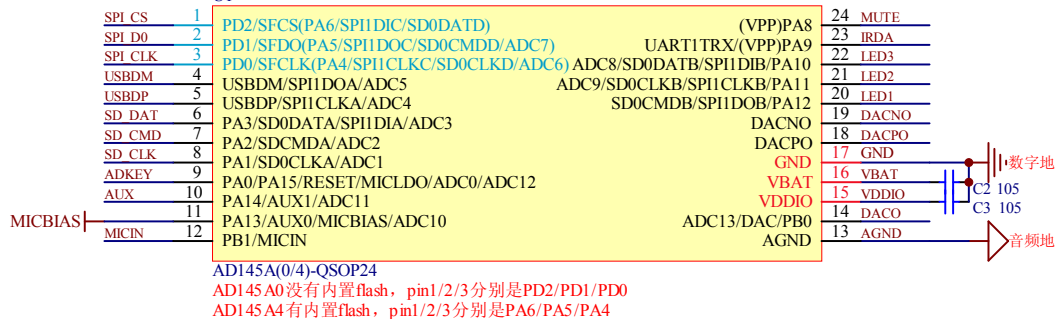 SPI_CS 1 PD2/SFCS(PA6/SPI1DIC/SD0DATD) (VPP)PA8 24 MUTE
SPI_D0 2 PD1/SFDO(PA5/SPI1DOC/SD0CMDD/ADC7) UART1TRX/(VPP)PA9 23 IRDA
SPI_CLK 3 PD0/SFCLK(PA4/SPI1CLKC/SD0CLKD/ADC6) ADC8/SD0DATB/SPI1DIB/PA10 22 LED3
USBDM 4 USBDM/SPI1DOA/ADC5 ADC9/SD0CLKB/SPI1CLKB/PA11 21 LED2
USBDP 5 USBDP/SPI1CLKA/ADC4 SD0CMDB/SPI1DOB/PA12 20 LED1
SD_DAT 6 PA3/SD0DATA/SPI1DIA/ADC3 DACNO 19 DACNO
SD_CMD 7 PA2/SDCMDA/ADC2 DACPO 18 DACPO
SD_CLK 8 PA1/SD0CLKA/ADC1 GND 17 GND 数字地
ADKEY 9 PA0/PA15/RESET/MICLDO/ADC0/ADC12 VBAT 16 VBAT C2 105
AUX 10 PA14/AUX1/ADC11 VDDIO 15 VDDIO C3 105
MICBIAS 11 PA13/AUX0/MICBIAS/ADC10 ADC13/DAC/PB0 14 DACO
MICIN 12 PB1/MICIN AGND 13 AGND 音频地
AD145A(0/4)-QSOP24
AD145A0没有内置flash，pin1/2/3分别是PD2/PD1/PD0
AD145A4有内置flash，pin1/2/3分别是PA6/PA5/PA4